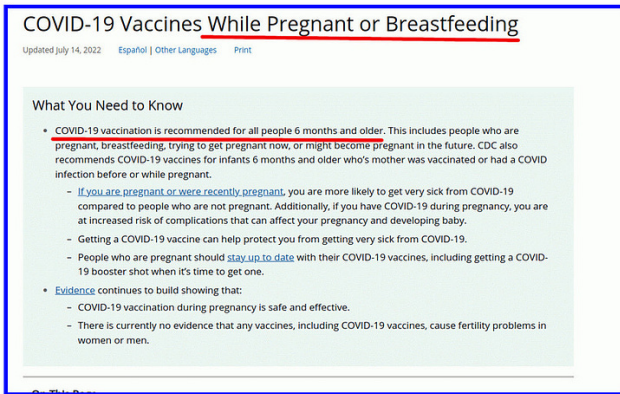 COVID-19 Vaccines While Pregnant or Breastfeeding
Updated July 14, 2022 Español | Other Languages Print
What You Need to Know
• COVID-19 vaccination is recommended for all people 6 months and older. This includes people who are
pregnant, breastfeeding, trying to get pregnant now, or might become pregnant in the future. CDC also
recommends COVID-19 vaccines for infants 6 months and older who's mother was vaccinated or had a COVID
infection before or while pregnant.
– If you are pregnant or were recently pregnant, you are more likely to get very sick from COVID-19
compared to people who are not pregnant. Additionally, if you have COVID-19 during pregnancy, you are
at increased risk of complications that can affect your pregnancy and developing baby.
– Getting a COVID-19 vaccine can help protect you from getting very sick from COVID-19.
– People who are pregnant should stay up to date with their COVID-19 vaccines, including getting a COVID-
19 booster shot when it's time to get one.
• Evidence continues to build showing that:
– COVID-19 vaccination during pregnancy is safe and effective.
– There is currently no evidence that any vaccines, including COVID-19 vaccines, cause fertility problems in
women or men.
On This Page